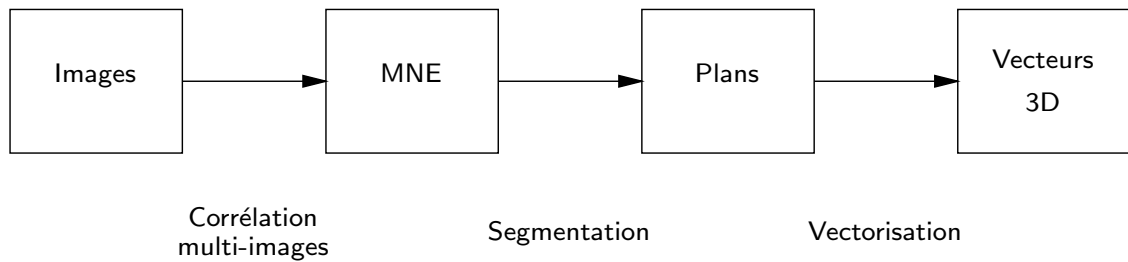 Images
MNE
Plans
Vecteurs
3D
Corrélation
multi-images
Segmentation
Vectorisation